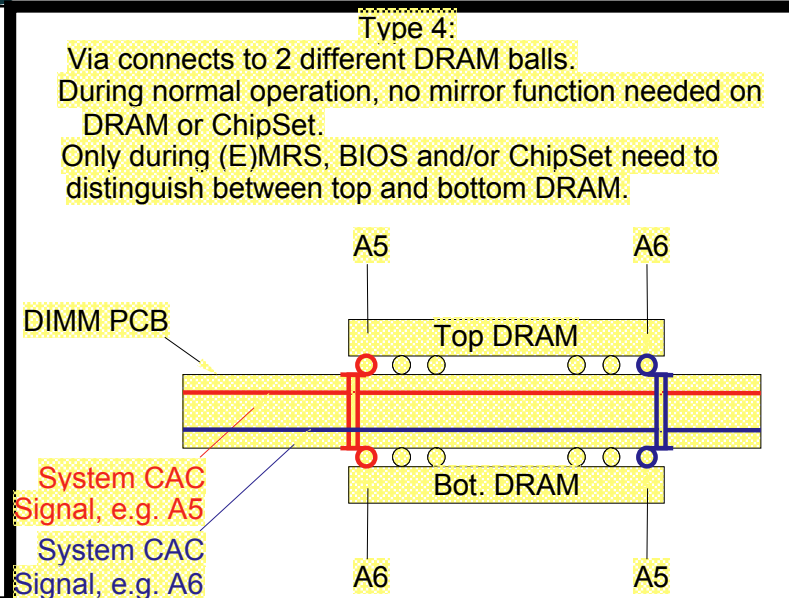 Type 4:
Via connects to 2 different DRAM balls.
During normal operation, no mirror function needed on
DRAM or ChipSet.
Only during (E)MRS, BIOS and/or ChipSet need to
distinguish between top and bottom DRAM.
A5
A6
DIMM PCB
Top DRAM
System CAC
Signal, e.g. A5
Bot. DRAM
System CAC
Signal, e.g. A6
A6
A5